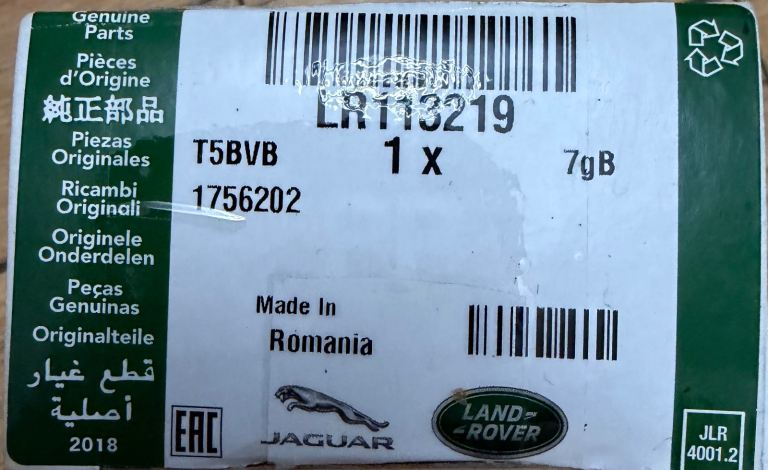 Genuine
Parts
Pièces
d'Origine
純正部品
Piezas
Originales
Ricambi
Originali
Originele
Onderdelen
Peças
Genuinas
Originalteile
قطع غيار
أصلية
2018
LR113219
T5BVB
1 x
7gB
1756202
Made In
Romania
EAC
JAGUAR
LAND-
-ROVER
JLR
4001.2